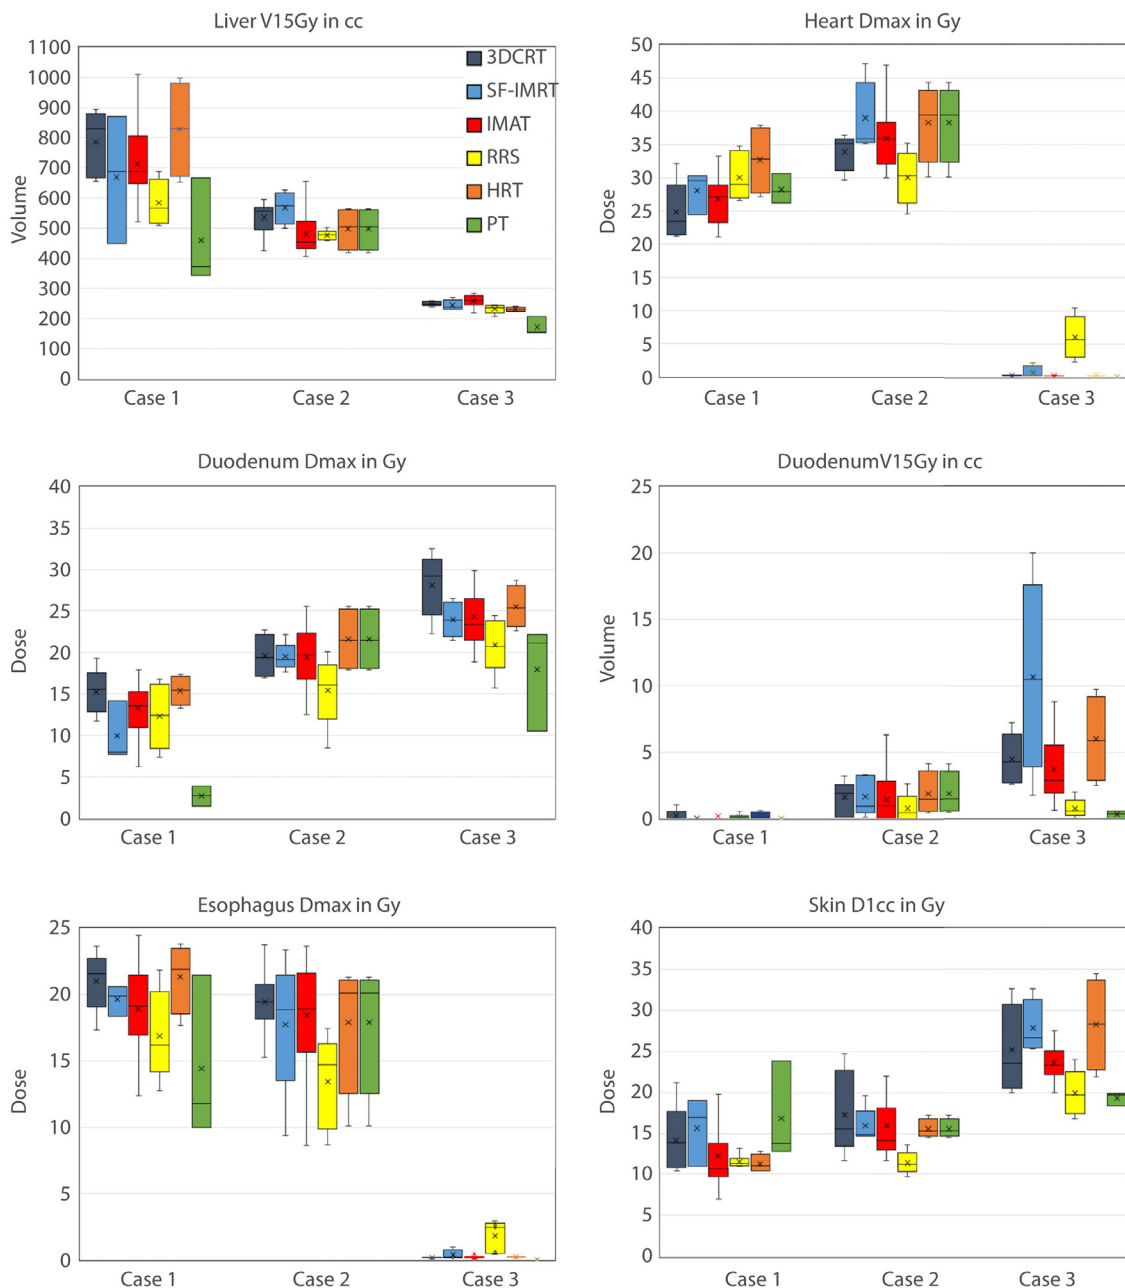 Liver V15Gy in cc
1100
1000
900
800
700
600
500
400
300
200
100
0
Volume
3DCRT
SF-IMRT
IMAT
RRS
HRT
PT
Case 1
Case 2
Case 3
Heart Dmax in Gy
50
45
40
35
30
25
20
15
10
5
0
Dose
Case 1
Case 2
Case 3
Duodenum Dmax in Gy
40
35
30
25
20
15
10
5
0
Dose
Case 1
Case 2
Case 3
DuodenumV15Gy in cc
25
20
15
10
5
0
Volume
Case 1
Case 2
Case 3
Esophagus Dmax in Gy
25
20
15
10
5
0
Dose
Case 1
Case 2
Case 3
Skin D1cc in Gy
40
35
30
25
20
15
10
5
0
Dose
Case 1
Case 2
Case 3